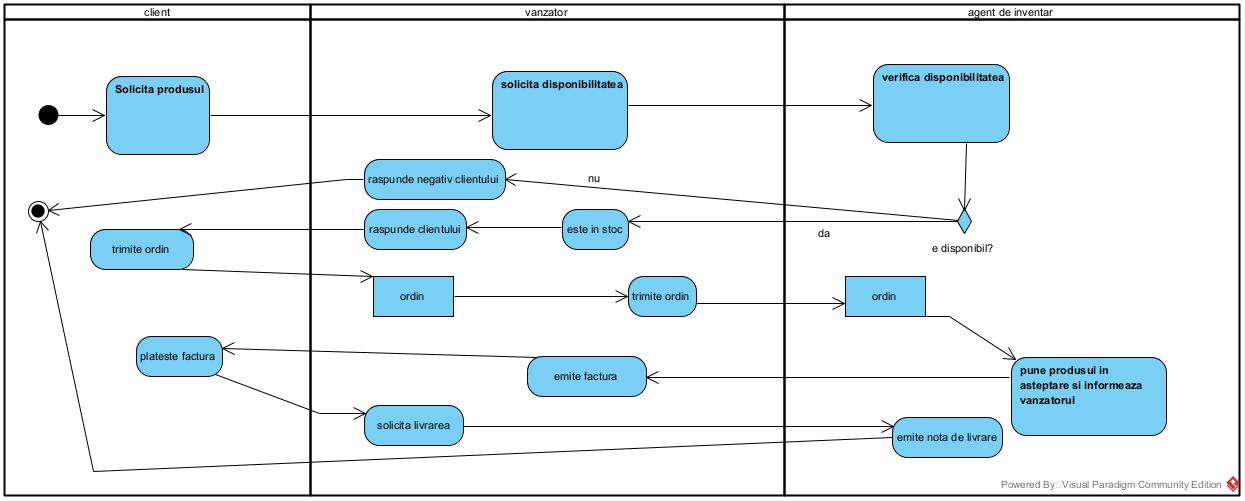 client
vanzator
agent de inventar
Solicita produsul
solicita disponibilitatea
verifica disponibilitatea
raspunde negativ clientului
nu
raspunde clientului
este in stoc
da
e disponibil?
trimite ordin
ordin
trimite ordin
ordin
plateste factura
emite factura
pune produsul in
asteptare si informeaza
vanzatorul
solicita livrarea
emite nota de livrare
Powered By Visual Paradigm Community Edition